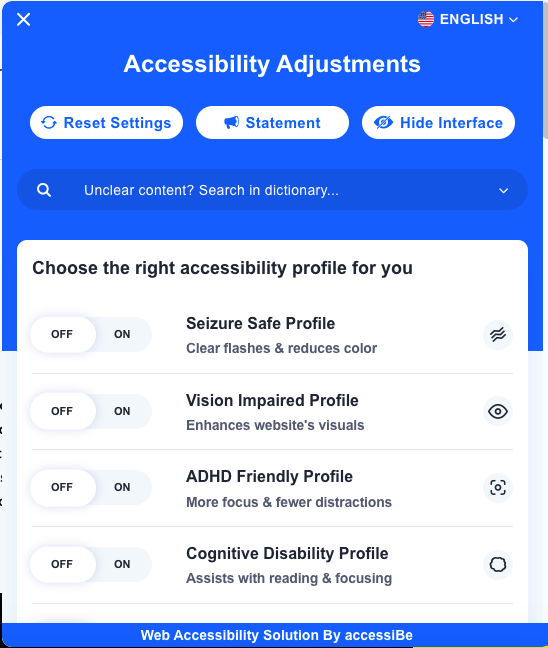 ENGLISH
Accessibility Adjustments
Reset Settings
Statement
Hide Interface
Unclear content? Search in dictionary...
Choose the right accessibility profile for you
OFF ON
Seizure Safe Profile
Clear flashes & reduces color
OFF ON
Vision Impaired Profile
Enhances website's visuals
OFF ON
ADHD Friendly Profile
More focus & fewer distractions
OFF ON
Cognitive Disability Profile
Assists with reading & focusing
Web Accessibility Solution By accessiBe